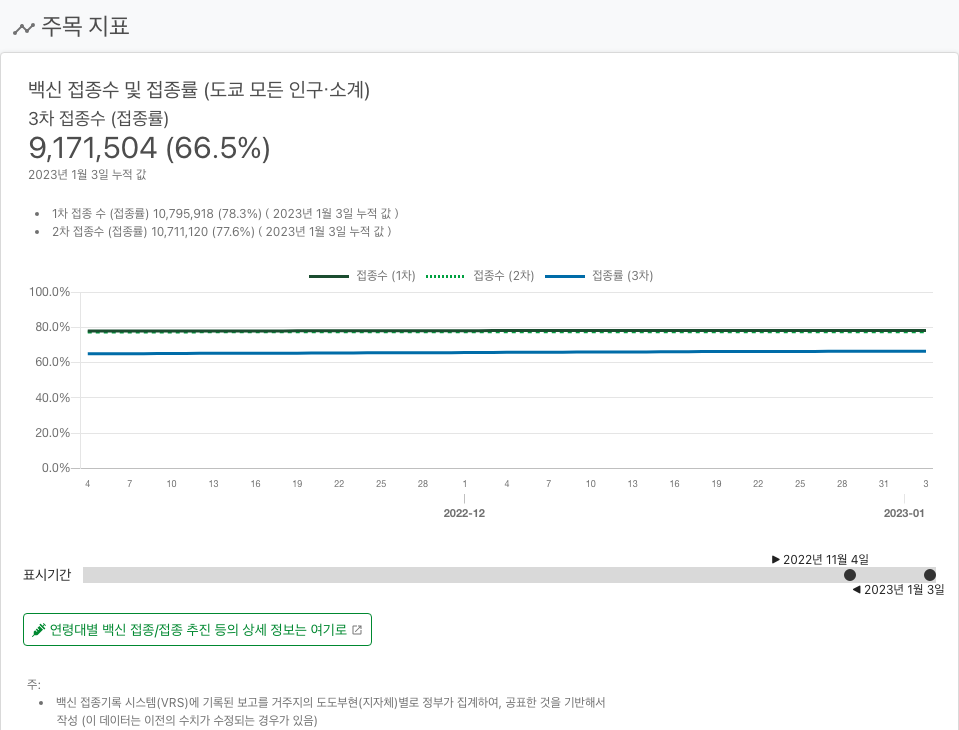 주목 지표
백신 접종수 및 접종률 (도쿄 모든 인구·소계)
3차 접종수 (접종률)
9,171,504 (66.5%)
2023년 1월 3일 누적 값
1차 접종 수 (접종률) 10,795,918 (78.3%) ( 2023년 1월 3일 누적 값 )
2차 접종수 (접종률) 10,711,120 (77.6%) ( 2023년 1월 3일 누적 값 )
접종수 (1차) 접종수 (2차) 접종률 (3차)
100.0%
80.0%
60.0%
40.0%
20.0%
0.0%
4 7 10 13 16 19 22 25 28 1 4 7 10 13 16 19 22 25 28 31 3
2022-12 2023-01
▶ 2022년 11월 4일
표시기간
◀ 2023년 1월 3일
연령대별 백신 접종/접종 추진 등의 상세 정보는 여기로
주:
백신 접종기록 시스템(VRS)에 기록된 보고를 거주지의 도도부현(지자체)별로 정부가 집계하여, 공표한 것을 기반해서
작성 (이 데이터는 이전의 수치가 수정되는 경우가 있음)